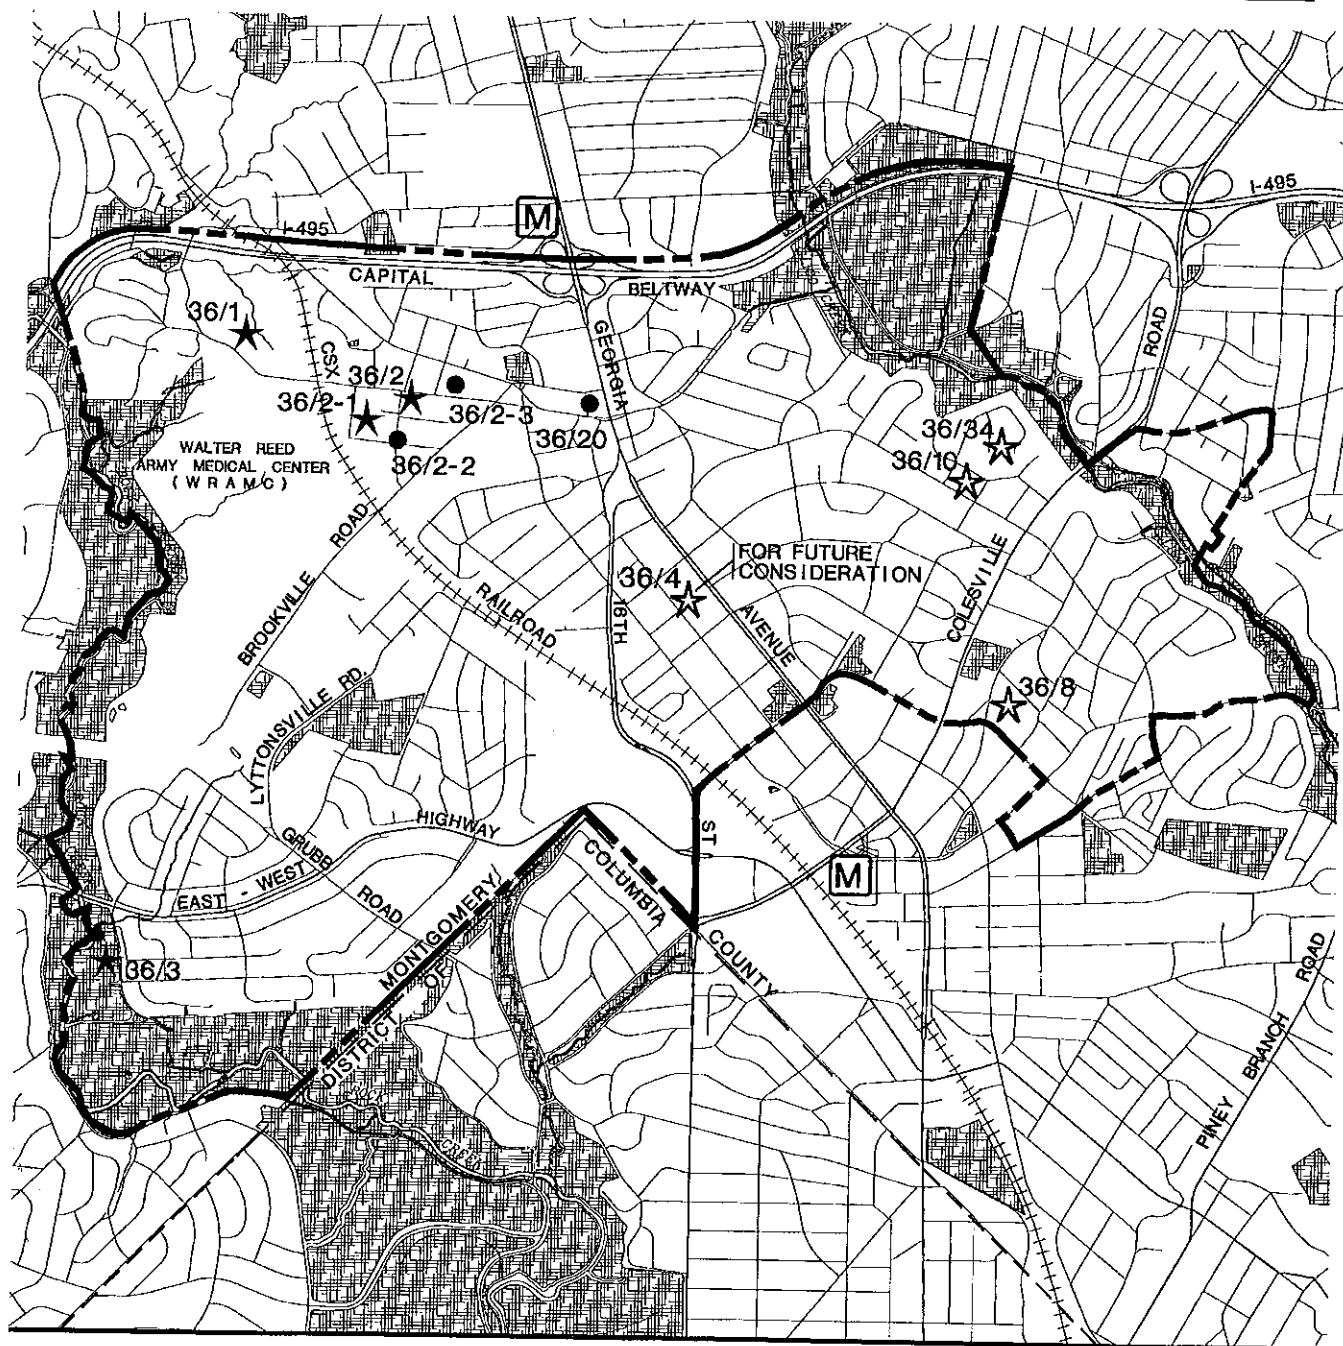 I-495
M
I-495
CAPITAL
BELTWAY
36/1
GEORGIA
ROAD
CSX
36/2
36/2-1
36/2-3
36/20
36/34
36/10
WALTER REED
ARMY MEDICAL CENTER
(WRAMC)
36/2-2
ROAD
BROOKVILLE
FOR FUTURE
CONSIDERATION
36/4
RAILROAD
16TH
AVENUE
COLESVILLE
LYTTONSVILLE RD.
36/8
HIGHWAY
GRUBB
ROAD
EAST - WEST
ST
M
COLUMBIA
MONTGOMERY
COUNTY
DISTRICT OF
36/3
PINEY BRANCH ROAD
CREEK